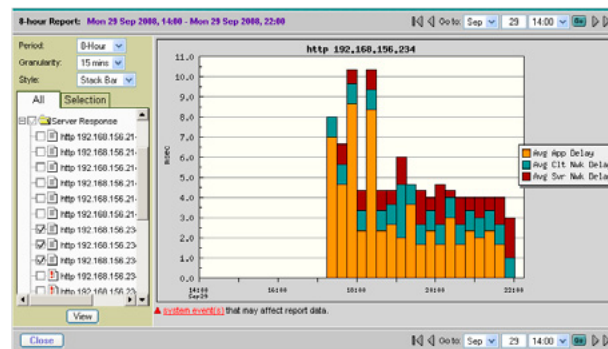 8-hour Report: Mon 29 Sep 2008, 14:00 - Mon 29 Sep 2008, 22:00
Go to: Sep 29 14:00 Go
Period: 8-Hour
Granularity: 15 mins
Style: Stack Bar
All Selection
Server Response
http 192.168.156.21
http 192.168.156.21
http 192.168.156.21
http 192.168.156.21
http 192.168.156.21
http 192.168.156.23
http 192.168.156.23
http 192.168.156.23
http 192.168.156.23
http 192.168.156.23
View
http 192.168.156.234
msec
11.0
10.0
9.0
8.0
7.0
6.0
5.0
4.0
3.0
2.0
1.0
0.0
14:00 16:00 18:00 20:00 22:00
Sep29
Avg App Delay
Avg Clt Nwk Dela
Avg Svr Nwk Dela
system event(s) that may affect report data.
Close
Go to: Sep 29 14:00 Go